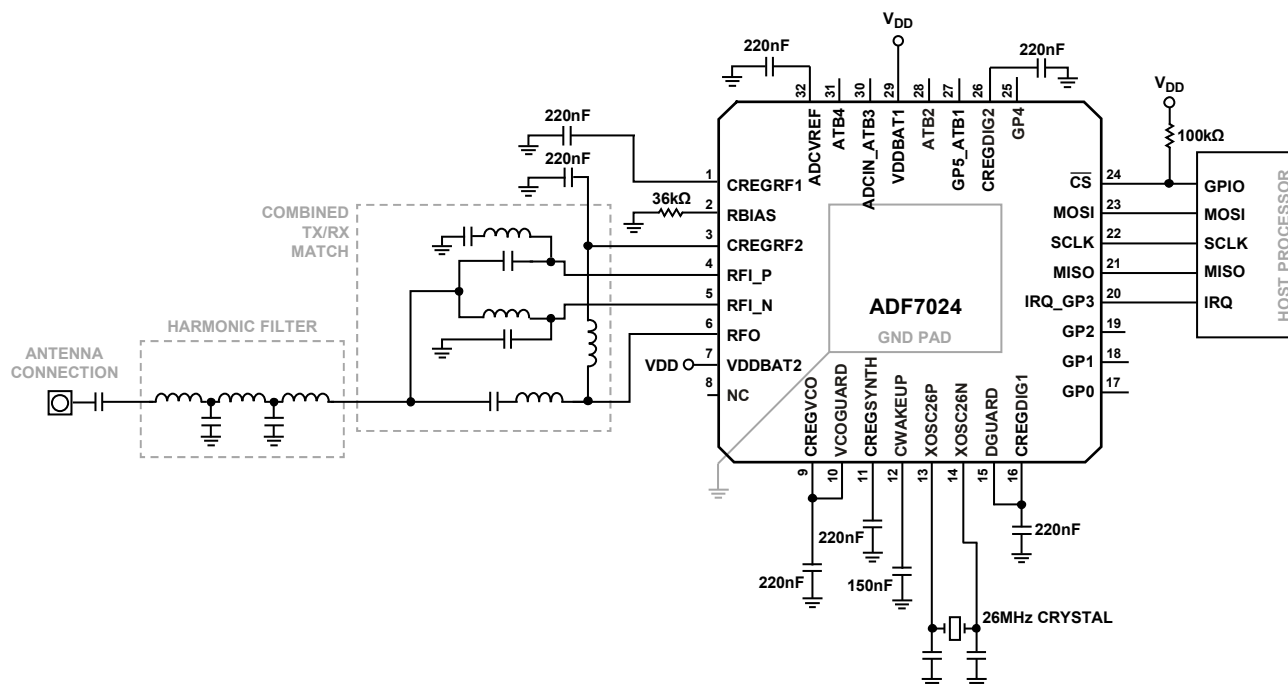 V_DD
220nF
220nF
32
31
30
29
28
27
26
25
ADCVREF
ATB4
ADCIN_ATB3
VDDBAT1
ATB2
GP5_ATB1
CREGDIG2
GP4
V_DD
100kΩ
220nF
220nF
1
CREGRF1
36kΩ
2
RBIAS
3
CREGRF2
4
RFI_P
5
RFI_N
6
RFO
VDD
7
VDDBAT2
8
NC
COMBINED
TX/RX
MATCH
HARMONIC FILTER
ANTENNA
CONNECTION
ADF7024
GND PAD
C̅S̅
24
GPIO
MOSI
23
MOSI
SCLK
22
SCLK
MISO
21
MISO
IRQ_GP3
20
IRQ
GP2
19
GP1
18
GP0
17
HOST PROCESSOR
CREGVCO
VCOGUARD
CREGSYNTH
CWAKEUP
XOSC26P
XOSC26N
DGUARD
CREGDIG1
9
10
11
12
13
14
15
16
220nF
220nF
220nF
150nF
26MHz CRYSTAL